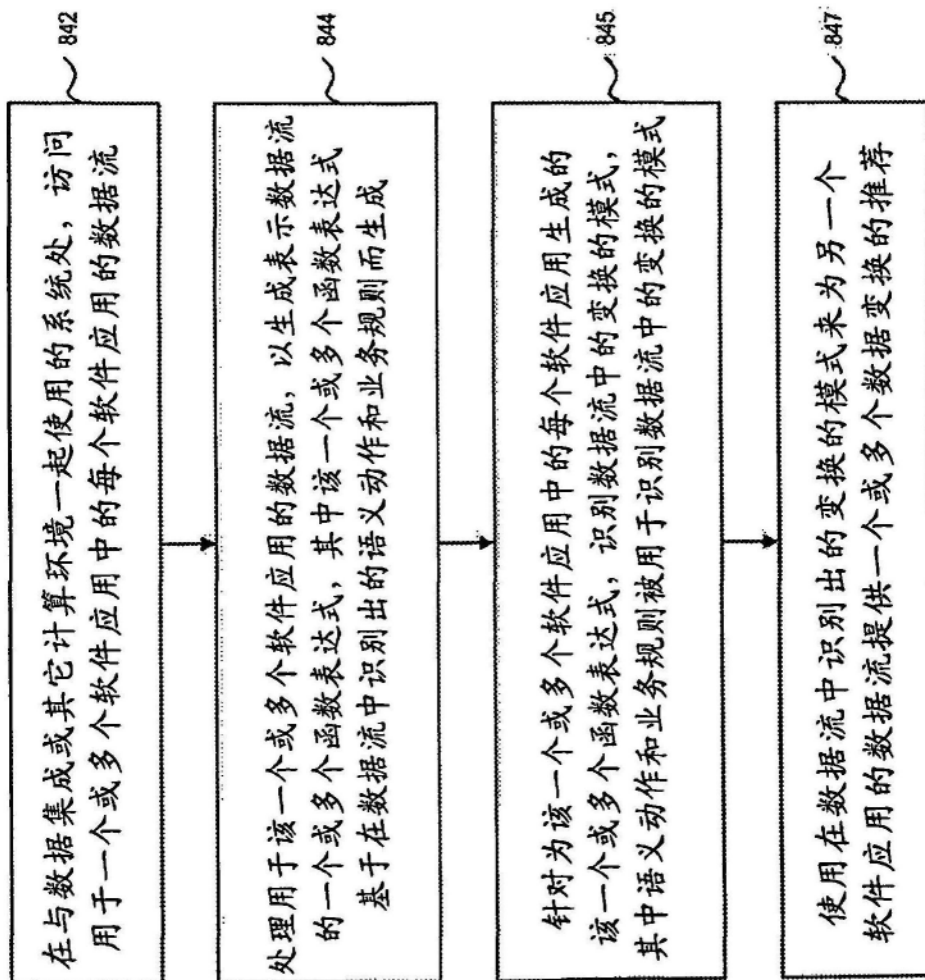 842
在与数据集成或其它计算环境一起使用的系统处，访问
用于一个或多个软件应用中的每个软件应用的数据流
844
处理用于该一个或多个软件应用的数据流，以生成表示数据流
的一个或多个函数表达式，其中该一个或多个函数表达式
基于在数据流中识别出的语义动作和业务规则而生成
845
针对为该一个或多个软件应用中的每个软件应用生成的
该一个或多个函数表达式，识别数据流中的变换的模式，
其中语义动作和业务规则被用于识别数据流中的变换的模式
847
使用在数据流中识别出的变换的模式来为另一个
软件应用的数据流提供一个或多个数据变换的推荐